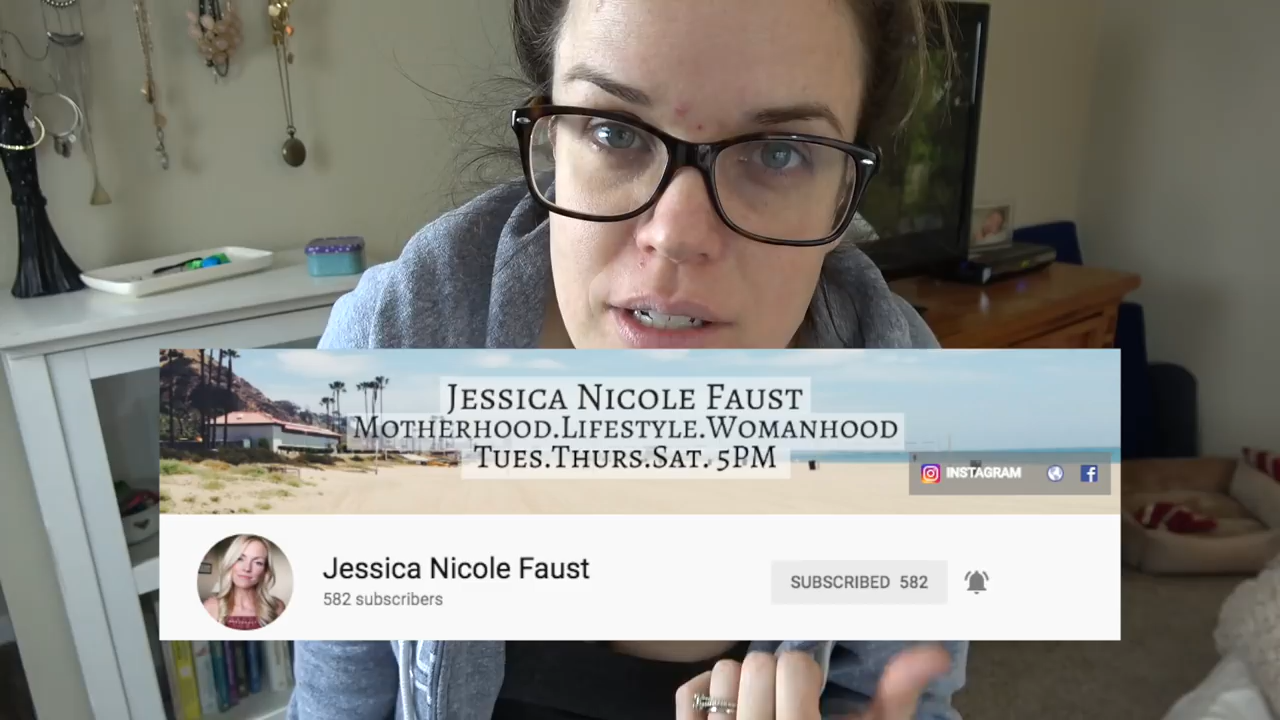 JESSICA NICOLE FAUST
MOTHERHOOD.LIFESTYLE.WOMANHOOD
TUES.THURS.SAT. 5PM
INSTAGRAM
Jessica Nicole Faust
582 subscribers
SUBSCRIBED 582